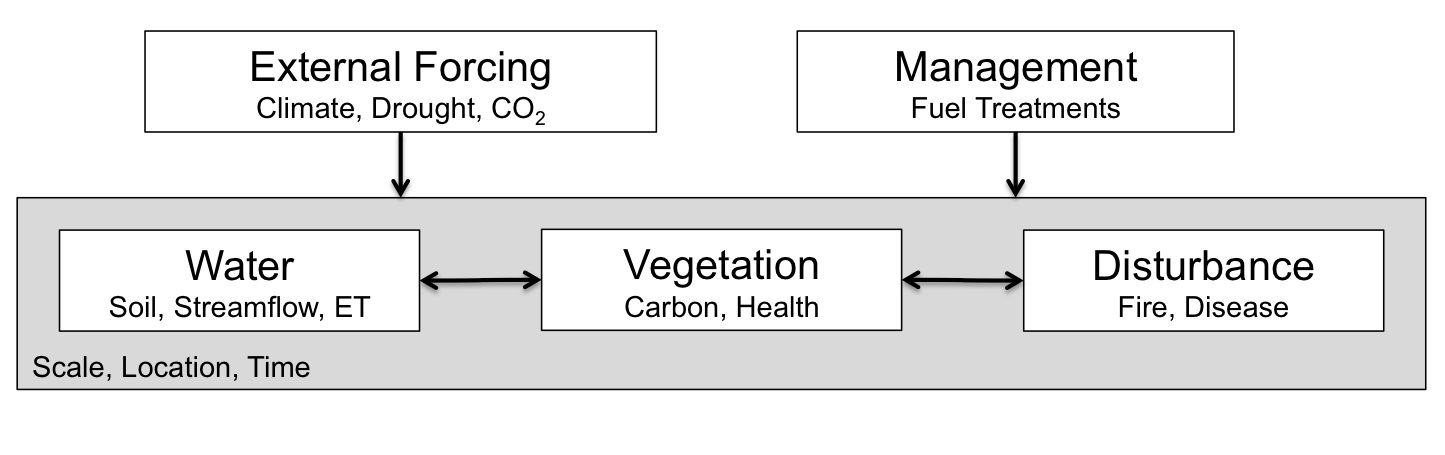 External Forcing
Climate, Drought, CO₂
Management
Fuel Treatments
Water
Soil, Streamflow, ET
Vegetation
Carbon, Health
Disturbance
Fire, Disease
Scale, Location, Time